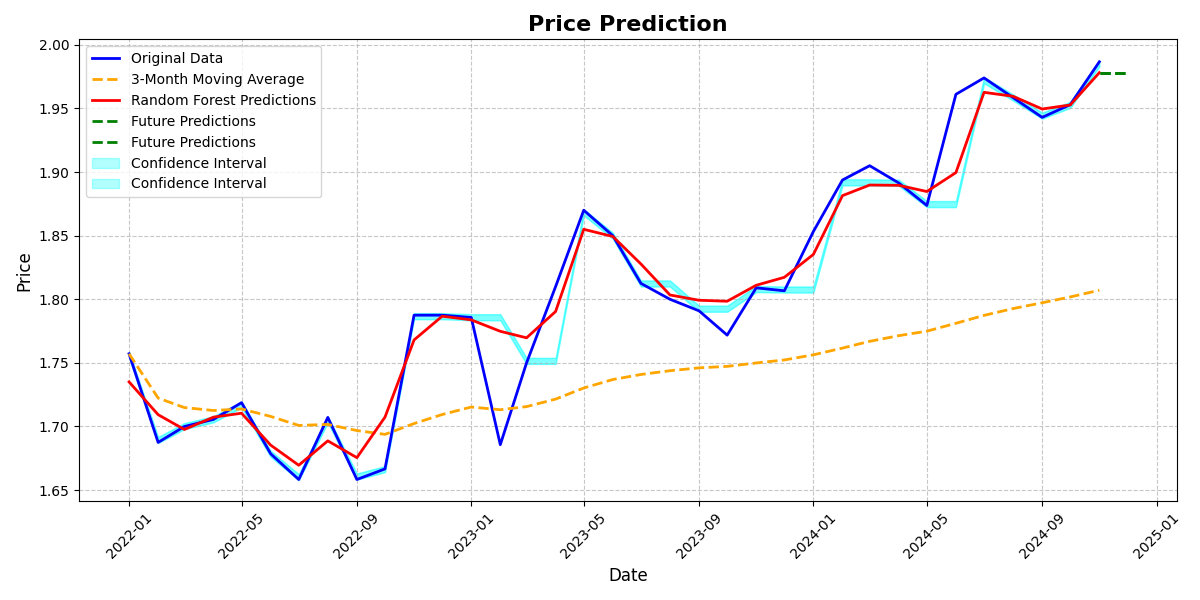 Price Prediction
Original Data
3-Month Moving Average
Random Forest Predictions
Future Predictions
Future Predictions
Confidence Interval
Confidence Interval
2.00
1.95
1.90
1.85
1.80
1.75
1.70
1.65
Price
2022-01
2022-05
2022-09
2023-01
2023-05
2023-09
2024-01
2024-05
2024-09
2025-01
Date